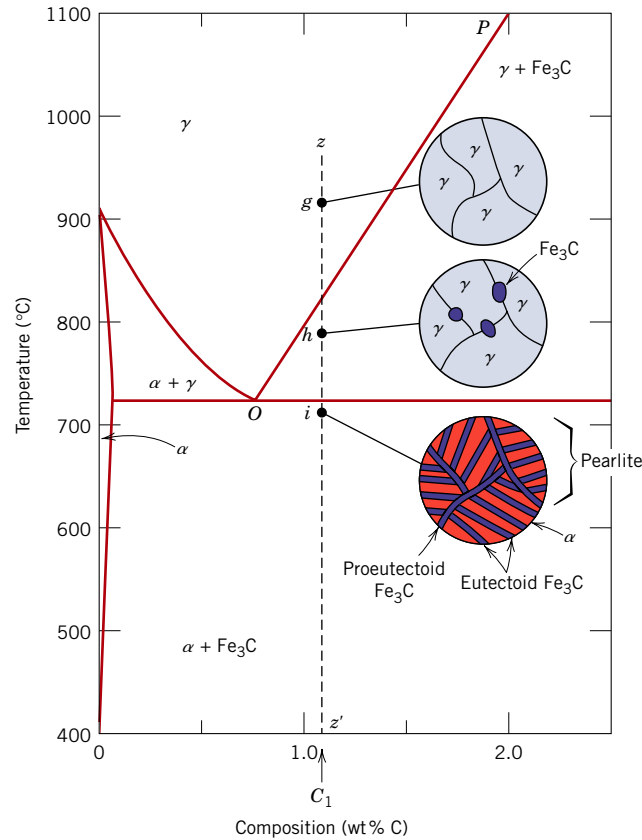 1100
P
γ + Fe₃C
1000
γ
z
γ
γ
γ
γ
g
900
Fe₃C
γ
γ
γ
γ
800
h
α + γ
Temperature (°C)
700
O
i
α
Pearlite
600
α
Proeutectoid
Fe₃C
Eutectoid Fe₃C
500
α + Fe₃C
z′
400
0
1.0
2.0
C₁
Composition (wt% C)